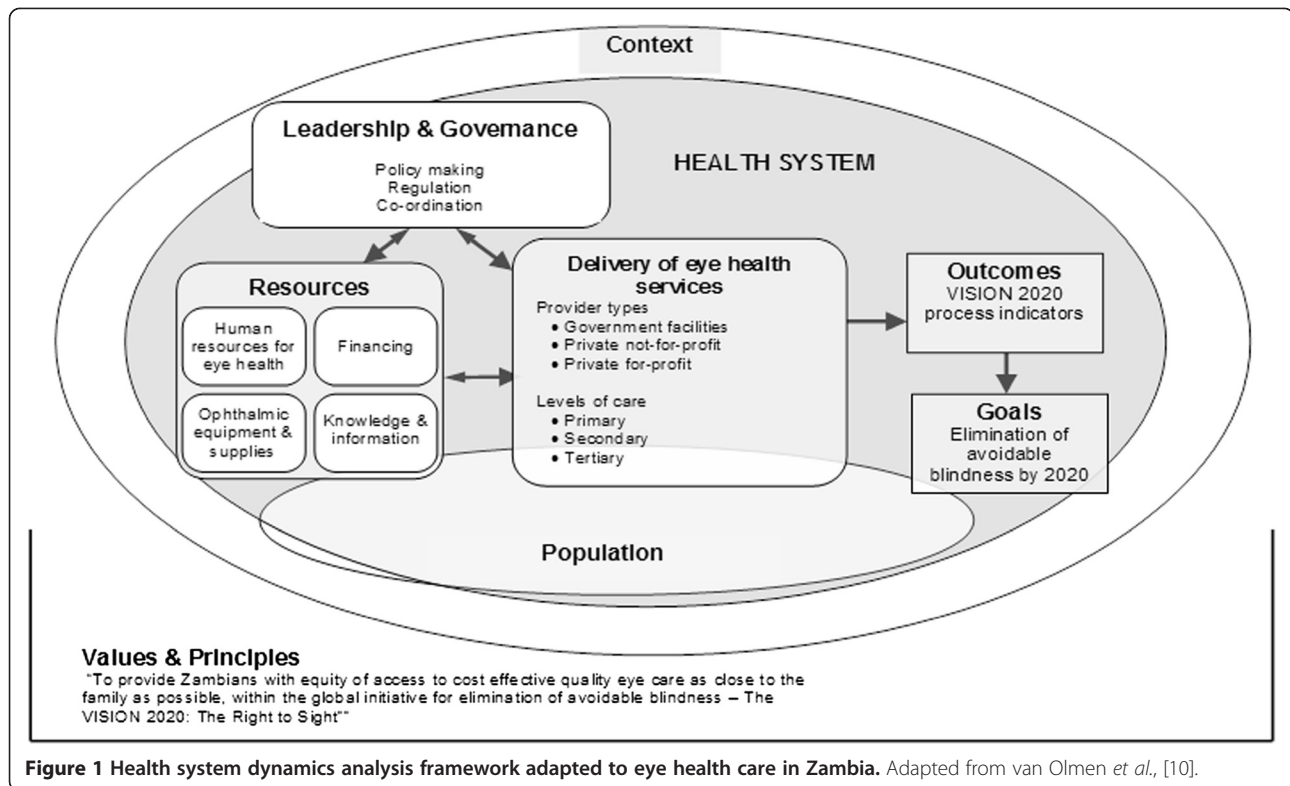 Context
Leadership & Governance
Policy making
Regulation
Co-ordination
HEALTH SYSTEM
Resources
Human
resources for
eye health
Financing
Ophthalmic
equipment &
supplies
Knowledge &
information
Delivery of eye health
services
Provider types
• Government facilities
• Private not-for-profit
• Private for-profit
Levels of care
• Primary
• Secondary
• Tertiary
Outcomes
VISION 2020
process indicators
Goals
Elimination of
avoidable
blindness by 2020
Population
Values & Principles
"To provide Zambians with equity of access to cost effective quality eye care as close to the
family as possible, within the global initiative for elimination of avoidable blindness – The
VISION 2020: The Right to Sight""
Figure 1 Health system dynamics analysis framework adapted to eye health care in Zambia. Adapted from van Olmen et al., [10].